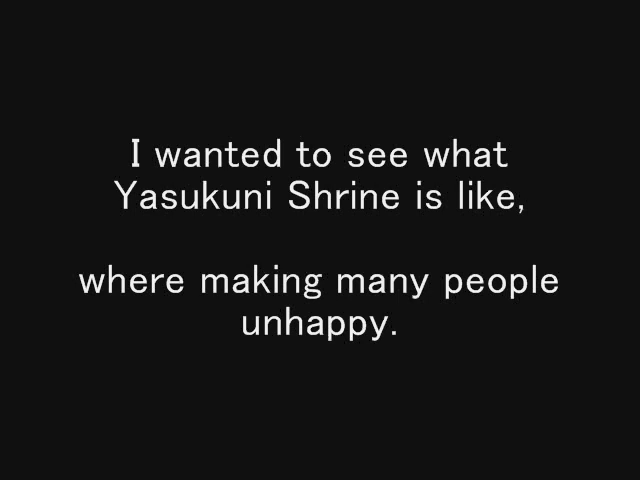 I wanted to see what
Yasukuni Shrine is like,
where making many people
unhappy.